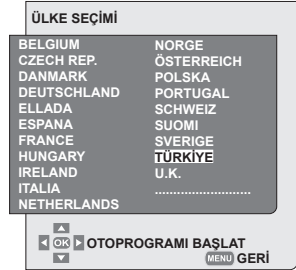 ÜLKE SEÇİMİ
BELGIUM
CZECH REP.
DANMARK
DEUTSCHLAND
ELLADA
ESPANA
FRANCE
HUNGARY
IRELAND
ITALIA
NETHERLANDS
NORGE
ÖSTERREICH
POLSKA
PORTUGAL
SCHWEIZ
SUOMI
SVERIGE
TÜRKİYE
U.K.
..........................
OK OTOPROGRAMI BAŞLAT
MENU GERİ